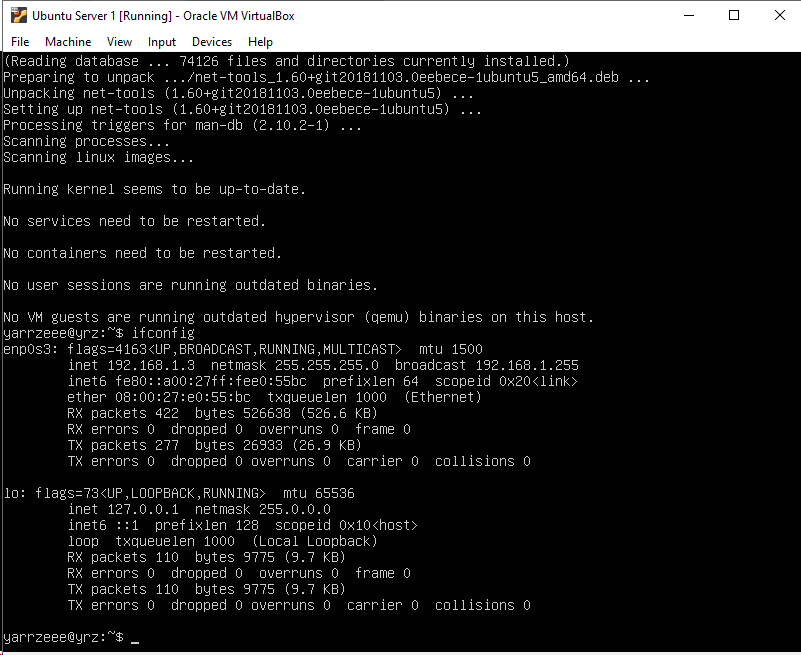 Ubuntu Server 1 [Running] - Oracle VM VirtualBox
File Machine View Input Devices Help
(Reading database ... 74126 files and directories currently installed.)
Preparing to unpack .../net-tools_1.60+git20181103.0eebece-1ubuntu5_amd64.deb ...
Unpacking net-tools (1.60+git20181103.0eebece-1ubuntu5) ...
Setting up net-tools (1.60+git20181103.0eebece-1ubuntu5) ...
Processing triggers for man-db (2.10.2-1) ...
Scanning processes...
Scanning linux images...
Running kernel seems to be up-to-date.
No services need to be restarted.
No containers need to be restarted.
No user sessions are running outdated binaries.
No VM guests are running outdated hypervisor (qemu) binaries on this host.
yarrzeee@yrz:~$ ifconfig
enp0s3: flags=4163<UP,BROADCAST,RUNNING,MULTICAST>  mtu 1500
        inet 192.168.1.3  netmask 255.255.255.0  broadcast 192.168.1.255
        inet6 fe80::a00:27ff:fee0:55bc  prefixlen 64  scopeid 0x20<link>
        ether 08:00:27:e0:55:bc  txqueuelen 1000  (Ethernet)
        RX packets 422  bytes 526638 (526.6 KB)
        RX errors 0  dropped 0  overruns 0  frame 0
        TX packets 277  bytes 26933 (26.9 KB)
        TX errors 0  dropped 0 overruns 0  carrier 0  collisions 0
lo: flags=73<UP,LOOPBACK,RUNNING>  mtu 65536
        inet 127.0.0.1  netmask 255.0.0.0
        inet6 ::1  prefixlen 128  scopeid 0x10<host>
        loop  txqueuelen 1000  (Local Loopback)
        RX packets 110  bytes 9775 (9.7 KB)
        RX errors 0  dropped 0  overruns 0  frame 0
        TX packets 110  bytes 9775 (9.7 KB)
        TX errors 0  dropped 0 overruns 0  carrier 0  collisions 0
yarrzeee@yrz:~$ _